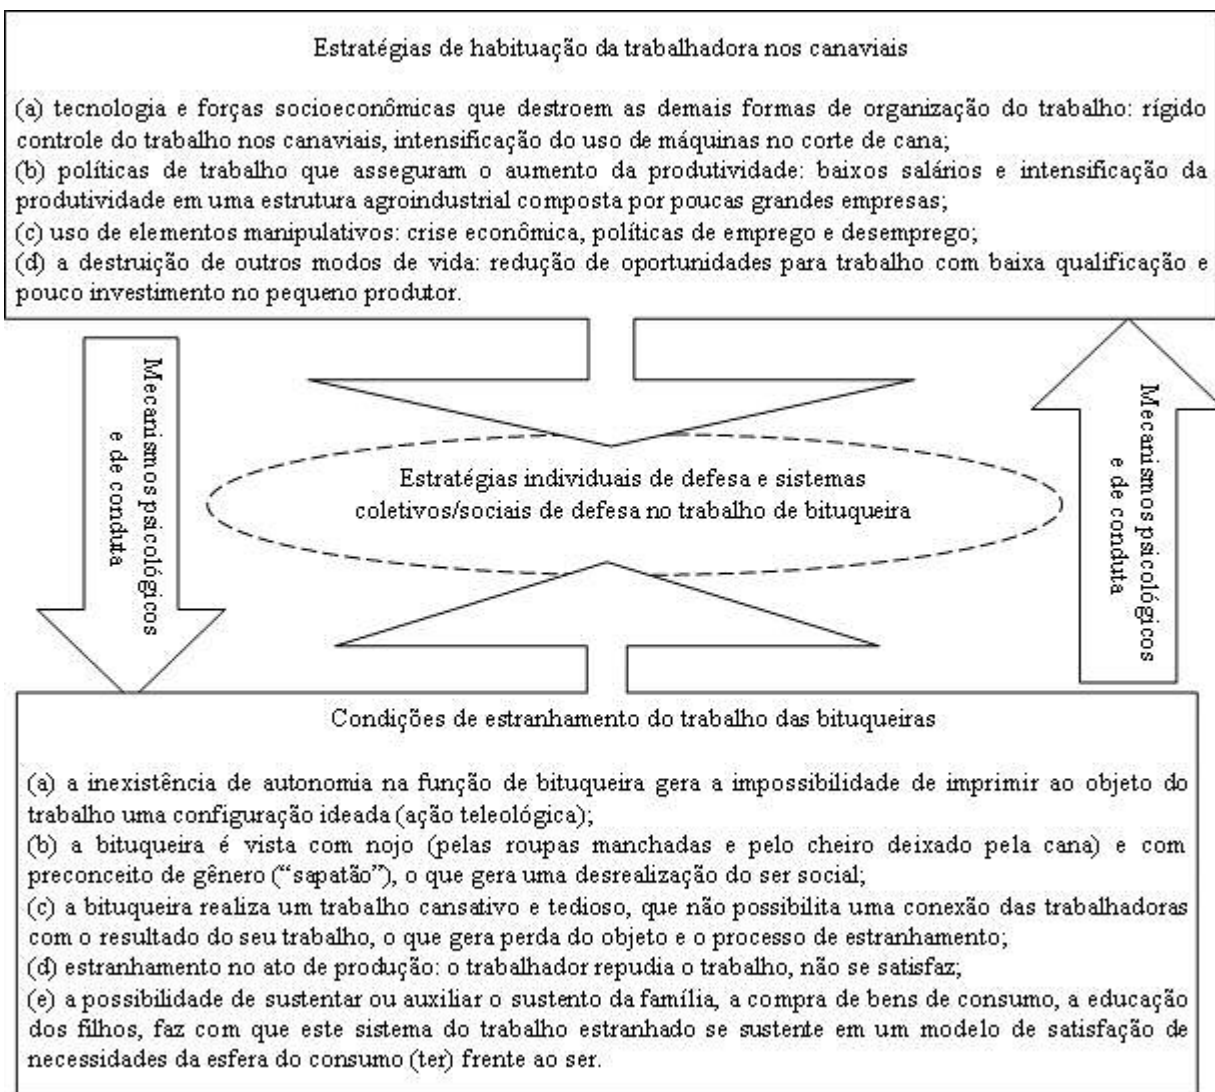 Estratégias de habituação da trabalhadora nos canaviais
(a) tecnologia e forças socioeconômicas que destroem as demais formas de organização do trabalho: rígido
controle do trabalho nos canaviais, intensificação do uso de máquinas no corte de cana;
(b) políticas de trabalho que asseguram o aumento da produtividade: baixos salários e intensificação da
produtividade em uma estrutura agroindustrial composta por poucas grandes empresas;
(c) uso de elementos manipulativos: crise econômica, políticas de emprego e desemprego;
(d) a destruição de outros modos de vida: redução de oportunidades para trabalho com baixa qualificação e
pouco investimento no pequeno produtor.
Mecanismos psicológicos
e de conduta
Estratégias individuais de defesa e sistemas
coletivos/sociais de defesa no trabalho de bituqueira
Mecanismos psicológicos
e de conduta
Condições de estranhamento do trabalho das bituqueiras
(a) a inexistência de autonomia na função de bituqueira gera a impossibilidade de imprimir ao objeto do
trabalho uma configuração ideada (ação teleológica);
(b) a bituqueira é vista com nojo (pelas roupas manchadas e pelo cheiro deixado pela cana) e com
preconceito de gênero (“sapatão”), o que gera uma desrealização do ser social;
(c) a bituqueira realiza um trabalho cansativo e tedioso, que não possibilita uma conexão das trabalhadoras
com o resultado do seu trabalho, o que gera perda do objeto e o processo de estranhamento;
(d) estranhamento no ato de produção: o trabalhador repudia o trabalho, não se satisfaz;
(e) a possibilidade de sustentar ou auxiliar o sustento da família, a compra de bens de consumo, a educação
dos filhos, faz com que este sistema do trabalho estranhado se sustente em um modelo de satisfação de
necessidades da esfera do consumo (ter) frente ao ser.